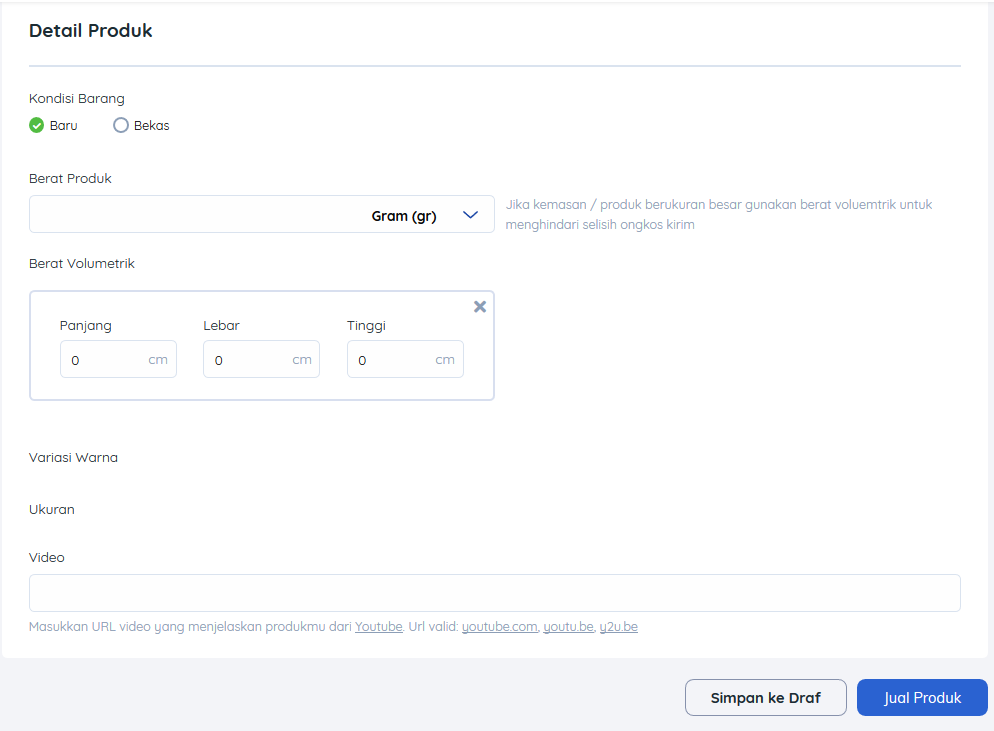 Detail Produk
Kondisi Barang
Baru Bekas
Berat Produk
Gram (gr)
Jika kemasan / produk berukuran besar gunakan berat voluemtrik untuk
menghindari selisih ongkos kirim
Berat Volumetrik
Panjang Lebar Tinggi
0 cm 0 cm 0 cm
Variasi Warna
Ukuran
Video
Masukkan URL video yang menjelaskan produkmu dari Youtube. Url valid: youtube.com, youtu.be, y2u.be
Simpan ke Draf Jual Produk